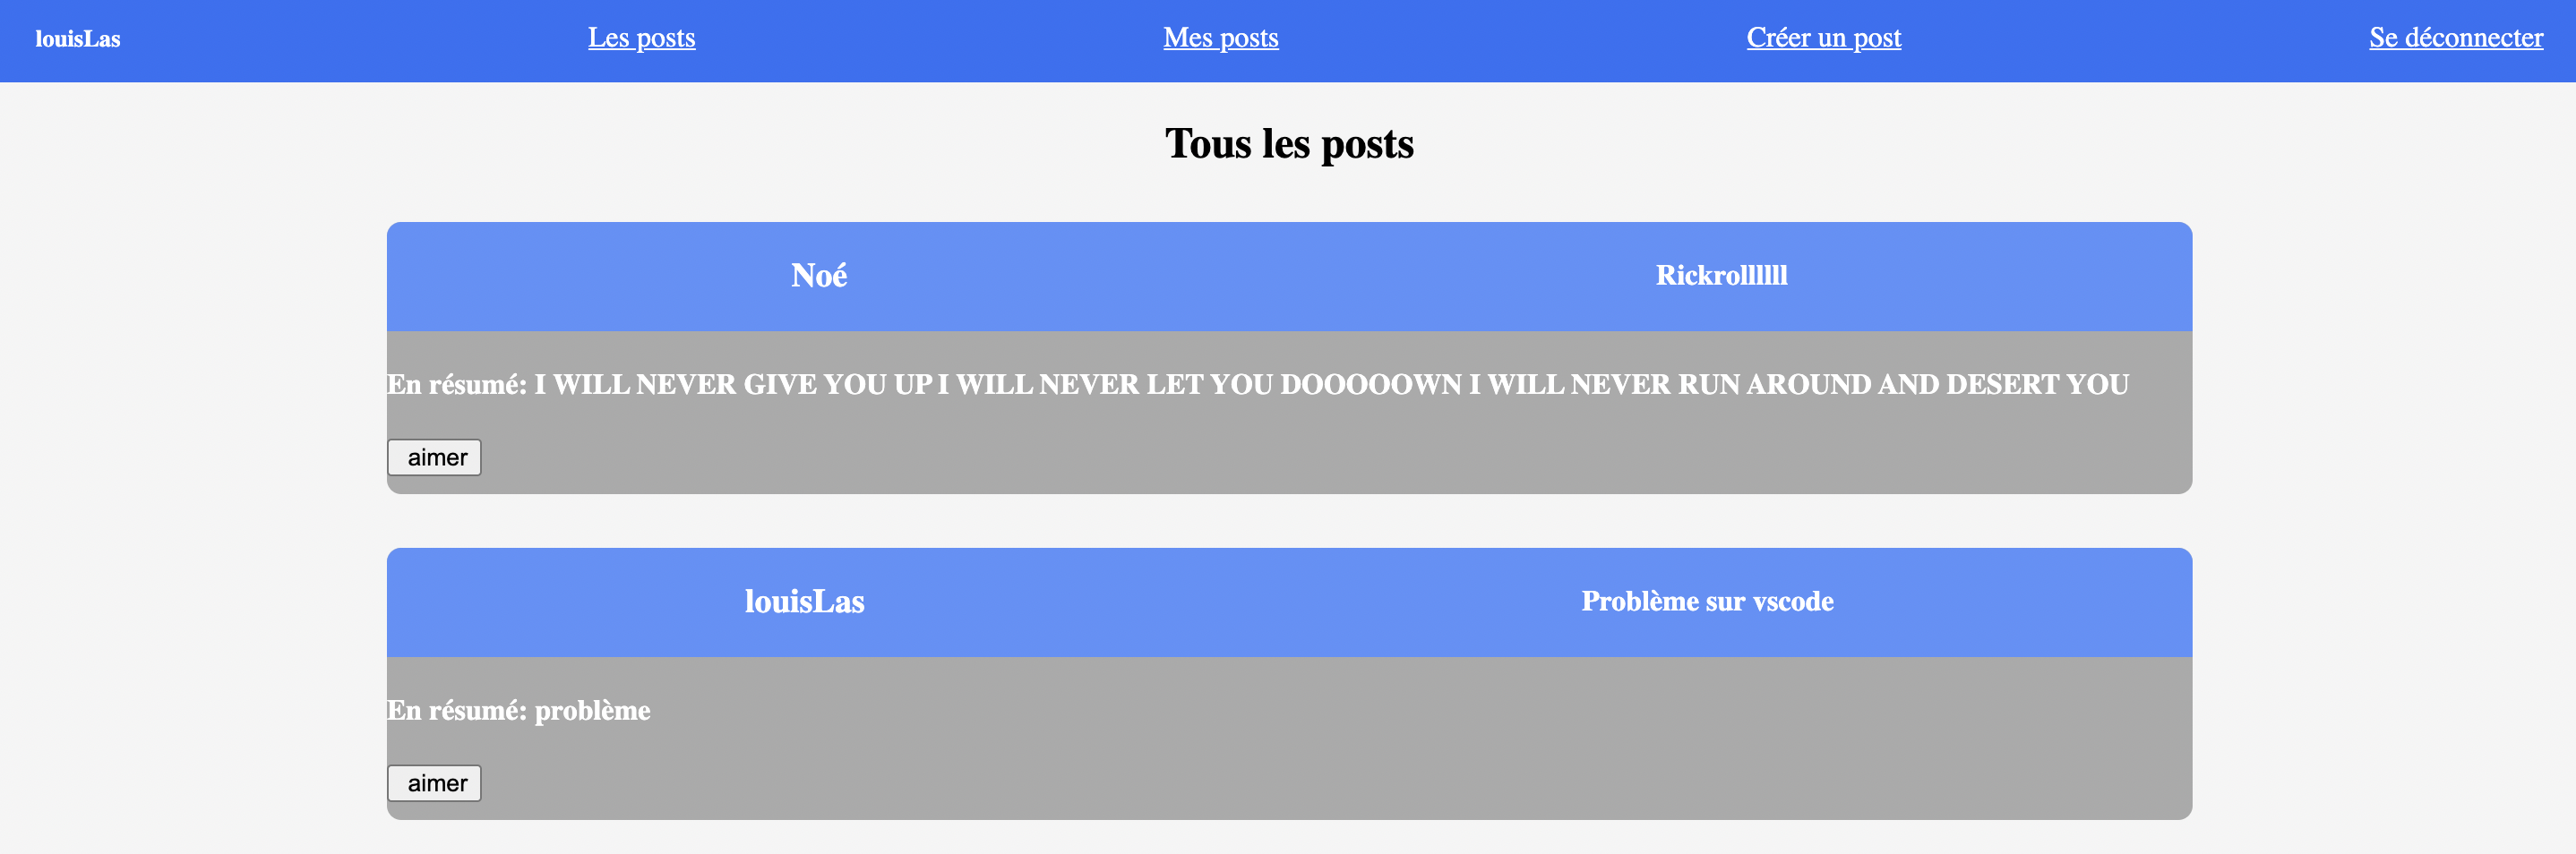 louisLas Les posts Mes posts Créer un post Se déconnecter
Tous les posts
Noé Rickrollllll
En résumé: I WILL NEVER GIVE YOU UP I WILL NEVER LET YOU DOOOOOWN I WILL NEVER RUN AROUND AND DESERT YOU
aimer
louisLas Problème sur vscode
En résumé: problème
aimer